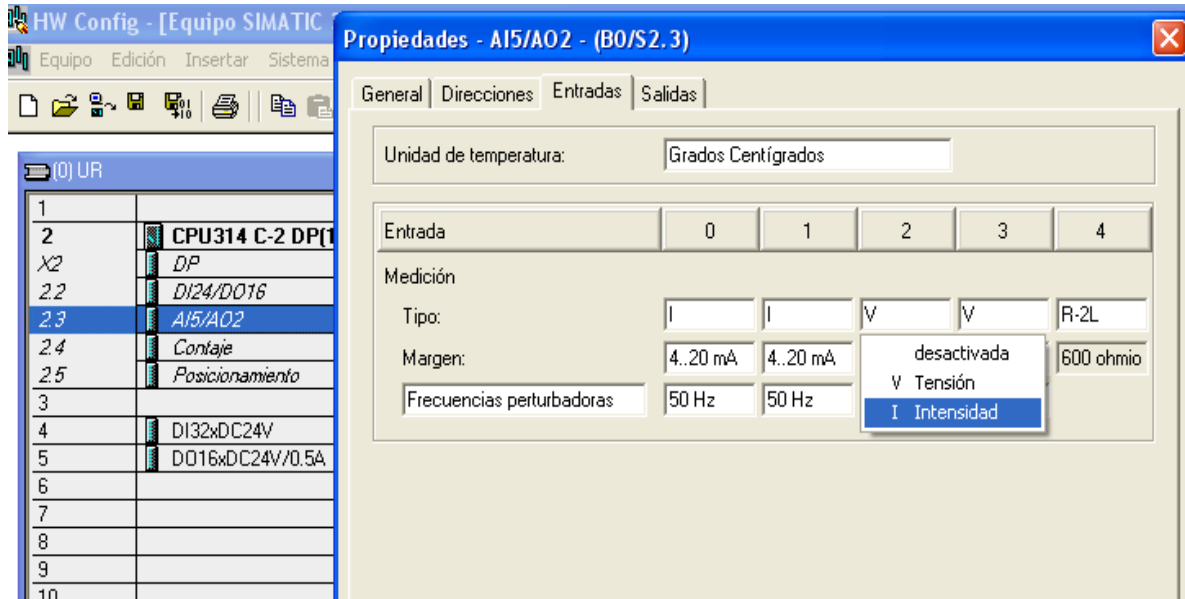 HW Config - [Equipo SIMATIC
Equipo Edición Insertar Sistema
(0) UR
1
2 CPU314 C-2 DP(1
X2 DP
2.2 DI24/DO16
2.3 AI5/AO2
2.4 Contaje
2.5 Posicionamiento
3
4 DI32xDC24V
5 DO16xDC24V/0.5A
6
7
8
9
10
Propiedades - AI5/AO2 - (B0/S2.3)
General Direcciones Entradas Salidas
Unidad de temperatura: Grados Centígrados
Entrada 0 1 2 3 4
Medición
Tipo: I I V V R-2L
Margen: 4..20 mA 4..20 mA 600 ohmio
Frecuencias perturbadoras 50 Hz 50 Hz
desactivada
V Tensión
I Intensidad